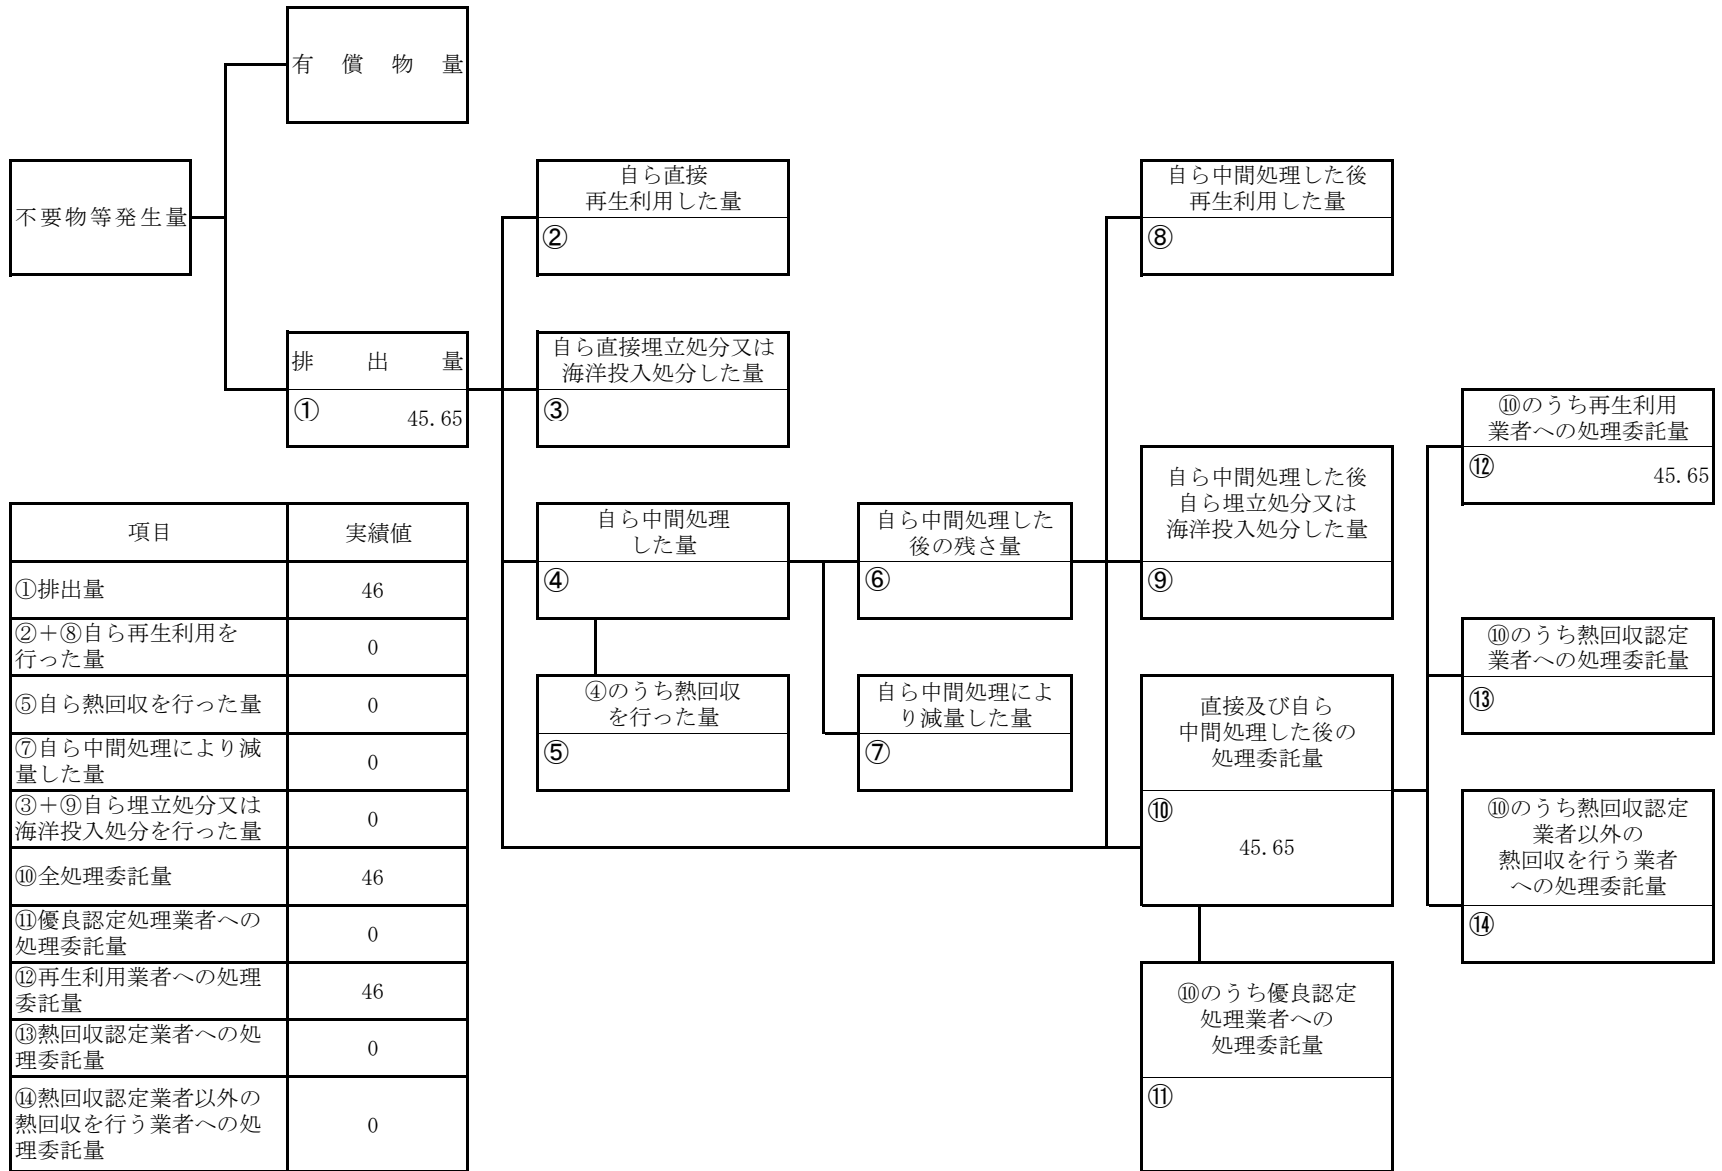 有償物量
不要物等発生量
排出量
① 45.65
自ら直接
再生利用した量
②
自ら直接埋立処分又は
海洋投入処分した量
③
自ら中間処理
した量
④
④のうち熱回収
を行った量
⑤
自ら中間処理した
後の残さ量
⑥
自ら中間処理によ
り減量した量
⑦
自ら中間処理した後
再生利用した量
⑧
自ら中間処理した後
自ら埋立処分又は
海洋投入処分した量
⑨
直接及び自ら
中間処理した後の
処理委託量
⑩
45.65
⑩のうち優良認定
処理業者への
処理委託量
⑪
⑩のうち再生利用
業者への処理委託量
⑫ 45.65
⑩のうち熱回収認定
業者への処理委託量
⑬
⑩のうち熱回収認定
業者以外の
熱回収を行う業者
への処理委託量
⑭
項目 実績値
①排出量 46
②+⑧自ら再生利用を
行った量 0
⑤自ら熱回収を行った量 0
⑦自ら中間処理により減
量した量 0
③+⑨自ら埋立処分又は
海洋投入処分を行った量 0
⑩全処理委託量 46
⑪優良認定処理業者への
処理委託量 0
⑫再生利用業者への処理
委託量 46
⑬熱回収認定業者への処
理委託量 0
⑭熱回収認定業者以外の
熱回収を行う業者への処
理委託量 0